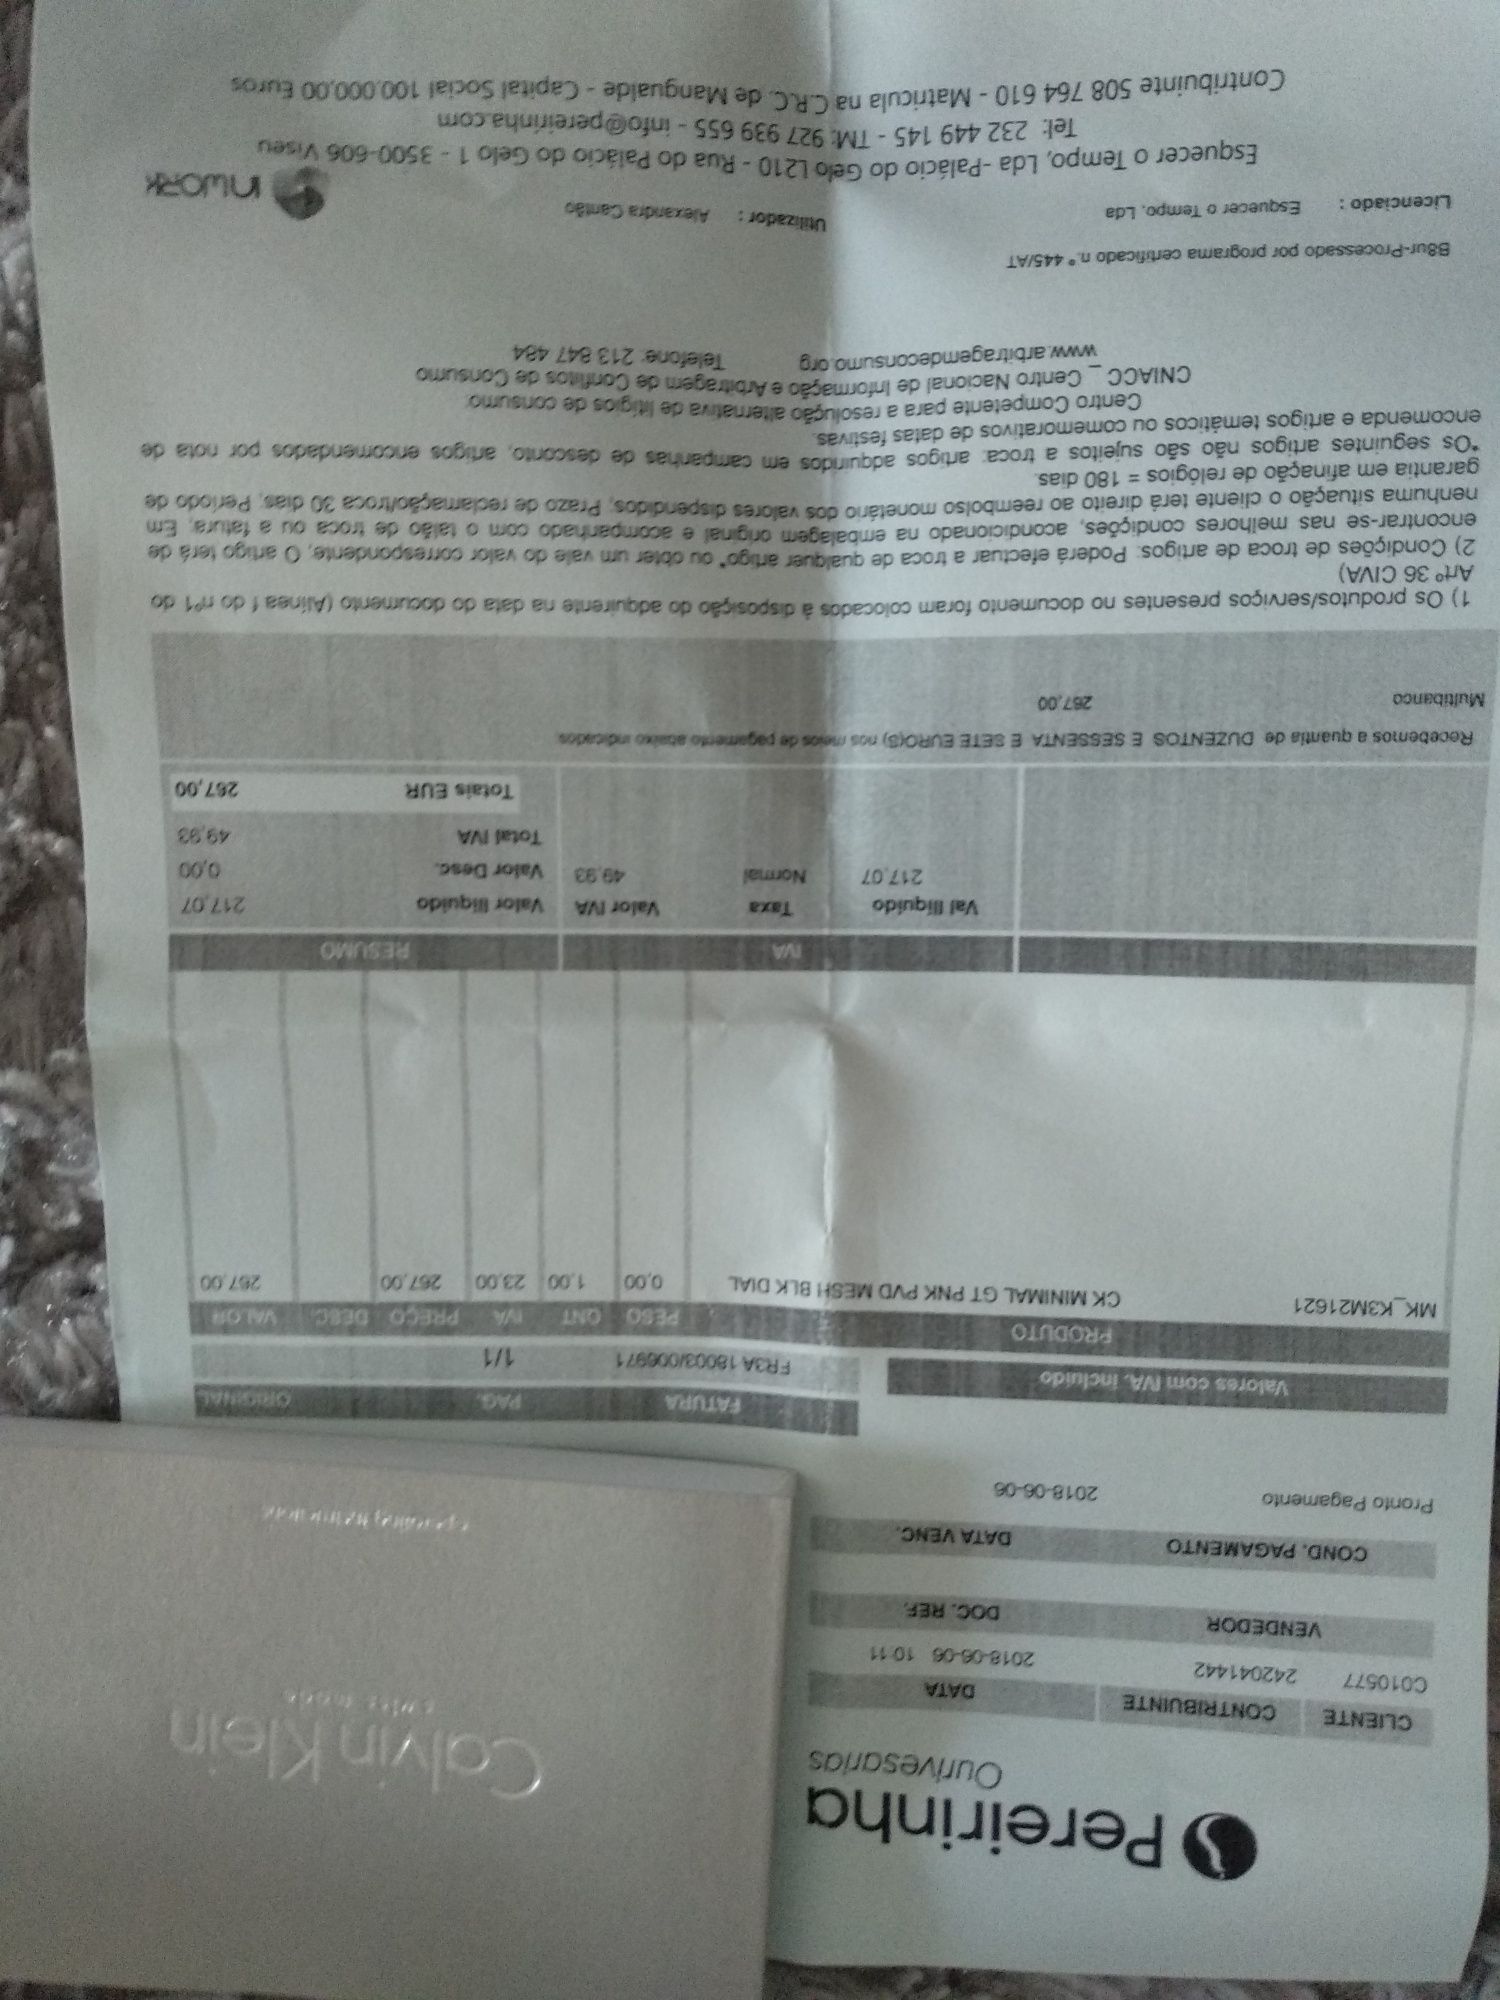 Pereirinha
Ourivesarias
CLIENTE CONTRIBUINTE DATA
C010577 242041442 2018-06-06 10:11
VENDEDOR DOC. REF.
COND. PAGAMENTO DATA VENC.
Pronto Pagamento 2018-06-06
Calvin Klein
swiss made
operating instructions
FATURA PAG. ORIGINAL
Valores com IVA. incluido FR3A18003/006971 1/1
PRODUTO PESO QNT IVA PREÇO DESC. VALOR
MK_K3M21621 CK MINIMAL GT PNK PVD MESH BLK DIAL 0,00 1,00 23,00 267,00 267,00
IVA RESUMO
Val Iliquido Taxa Valor IVA Valor Iliquido 217,07
217,07 Normal 49,93 Valor Desc. 0,00
Total IVA 49,93
Totais EUR 267,00
Recebemos a quantia de DUZENTOS E SESSENTA E SETE EURO(S) nos meios de pagamento abaixo indicados
Multibanco 267,00
1) Os produtos/serviços presentes no documento foram colocados à disposição do adquirente na data do documento (Alínea f do nº1 do
Artº 36 CIVA)
2) Condições de troca de artigos: Poderá efectuar a troca de qualquer artigo* ou obter um vale do valor correspondente; O artigo terá de
encontrar-se nas melhores condições, acondicionado na embalagem original e acompanhado com o talão de troca ou a fatura; Em
nenhuma situação o cliente terá direito ao reembolso monetário dos valores dispendidos; Prazo de reclamação/troca 30 dias; Período de
garantia em afinação de relógios = 180 dias.
*Os seguintes artigos não são sujeitos a troca: artigos adquiridos em campanhas de desconto, artigos encomendados por nota de
encomenda e artigos temáticos ou comemorativos de datas festivas.
Centro Competente para a resolução alternativa de litígios de consumo:
CNIACC _ Centro Nacional de Informação e Arbitragem de Conflitos de Consumo
www.arbitragemdeconsumo.org Telefone: 213 847 484
B8ur-Processado por programa certificado n.º 445/AT
Licenciado : Esquecer o Tempo, Lda Utilizador : Alexandra Cantão
INWORK
Esquecer o Tempo, Lda -Palácio do Gelo L210 - Rua do Palácio do Gelo 1 - 3500-606 Viseu
Tel: 232 449 145 - TM: 927 939 655 - info@pereirinha.com
Contribuinte 508 764 610 - Matricula na C.R.C. de Mangualde - Capital Social 100.000,00 Euros